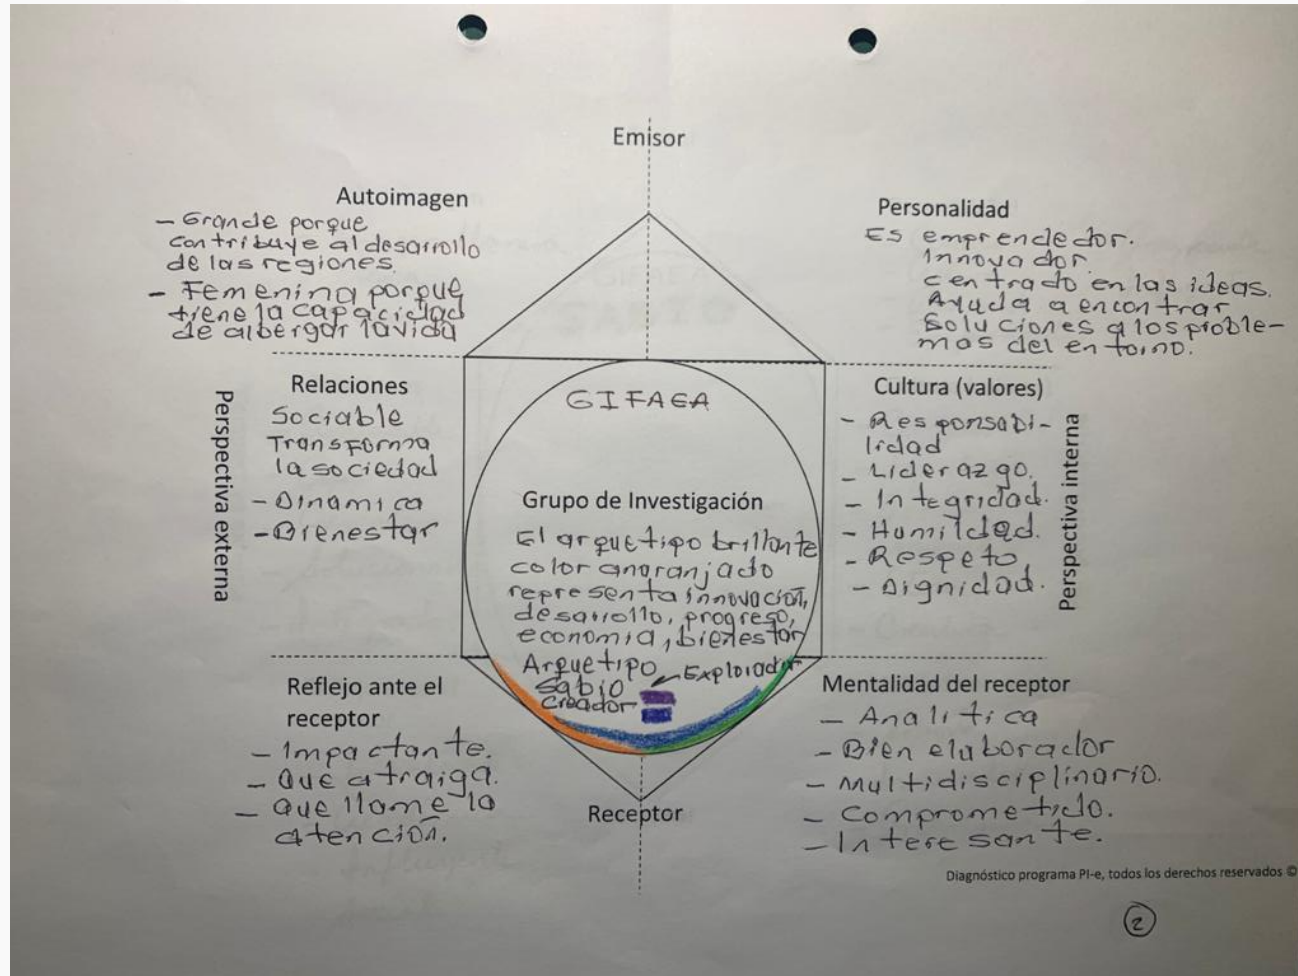 Emisor
Autoimagen
- Grande porque
contribuye al desarrollo
de las regiones.
- Femenina porque
tiene la capacidad
de albergar la vida
Personalidad
Es emprendedor.
Innovador
centrado en las ideas.
Ayuda a encontrar
Soluciones a los proble-
mas del entorno.
Perspectiva externa
Relaciones
Sociable
Transforma
la sociedad
- Dinamica
- Bienestar
GIFAEA
Grupo de Investigación
El arquetipo brillante
color anaranjado
representa innovación,
desarrollo, progreso,
economia, bienestar
Arquetipo
Explorador
Sabio
Creador
Cultura (valores)
- Responsabi-
lidad
- Liderazgo.
- Integridad.
- Humildad.
- Respeto
- Dignidad.
Perspectiva interna
Reflejo ante el
receptor
- Impactante.
- Que atraiga.
- Que llame la
atención.
Receptor
Mentalidad del receptor
- Analitica
- Bien elaborador
- Multidisciplinario.
- Comprometido.
- Interesante.
Diagnóstico programa PI-e, todos los derechos reservados ©
2